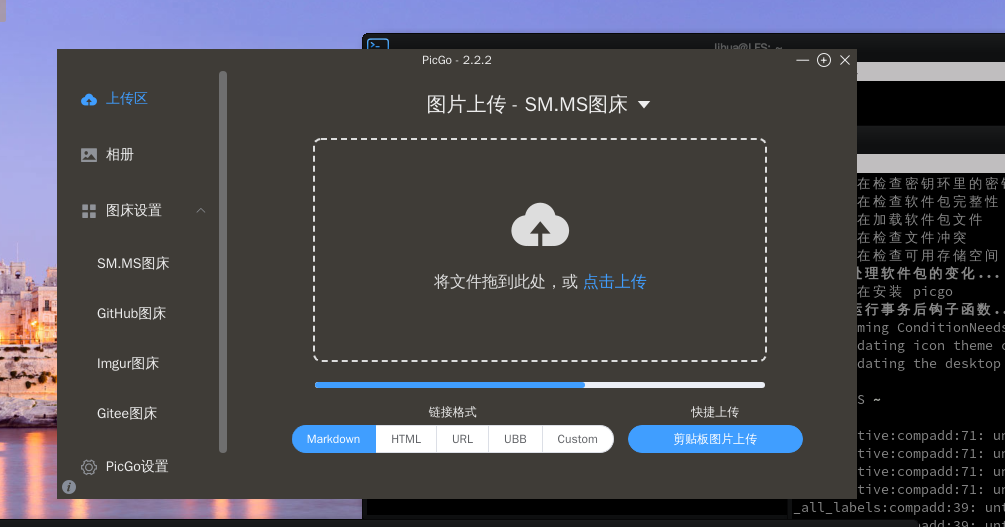 jihua@LFS: ~
PicGo - 2.2.2
上传区
图片上传 - SM.MS图床
相册
图床设置
SM.MS图床
GitHub图床
Imgur图床
Gitee图床
PicGo设置
将文件拖到此处，或 点击上传
链接格式
快捷上传
Markdown
HTML
URL
UBB
Custom
剪贴板图片上传
在检查密钥环里的密
在检查软件包完整性
在加载软件包文件
在检查文件冲突
在检查可用存储空间
处理软件包的变化...
在安装 picgo
运行事务后钩子函数..
ming ConditionNeeds
dating icon theme
dating the desktop
S ~
tive:compadd:71: un
tive:compadd:71: un
tive:compadd:71: un
tive:compadd:71: un
_all_labels:compadd:39: unt
padd:39: un